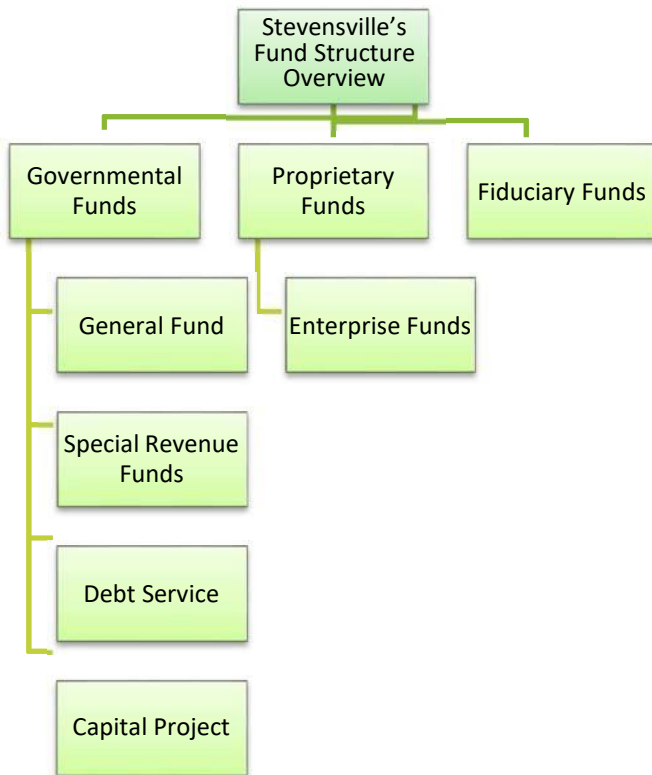 Stevensville’s
Fund Structure
Overview
Governmental
Funds
Proprietary
Funds
Fiduciary Funds
General Fund
Enterprise Funds
Special Revenue
Funds
Debt Service
Capital Project